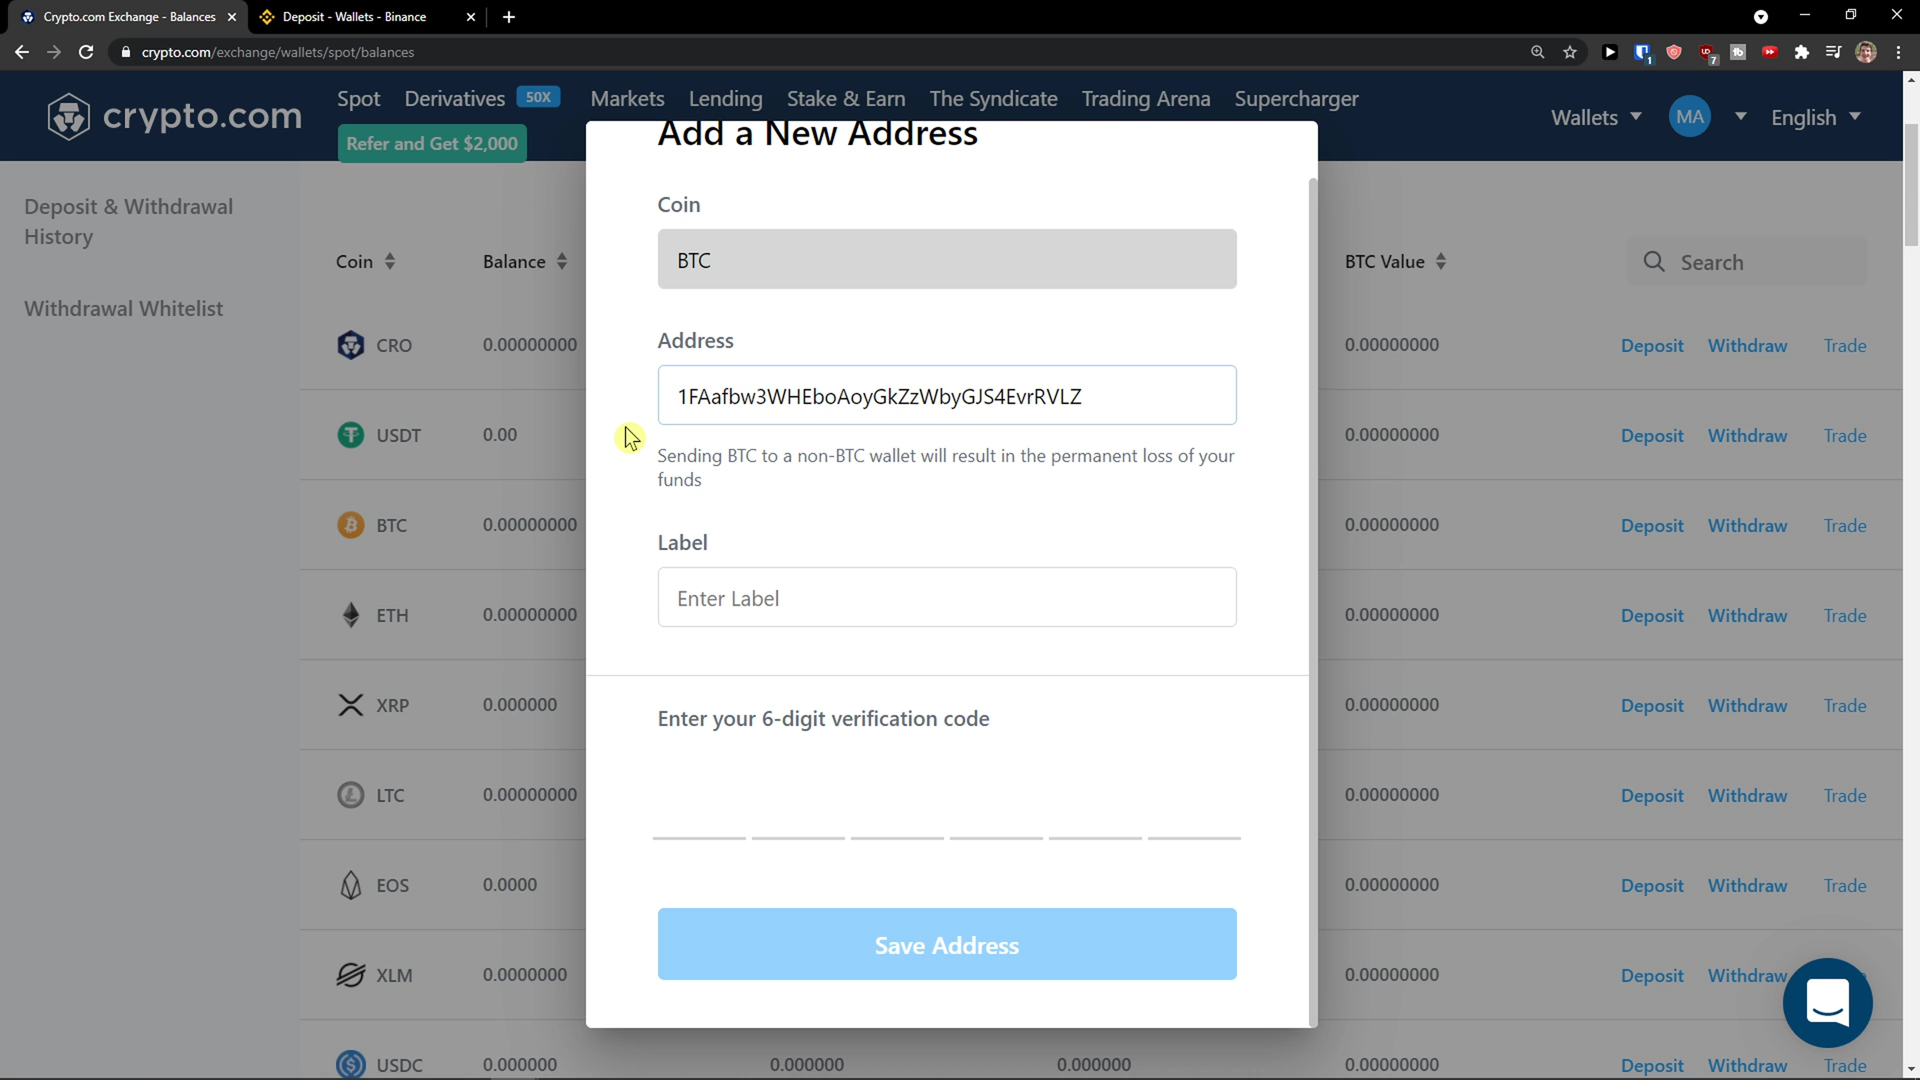 Crypto.com Exchange - Balances
Deposit - Wallets - Binance
crypto.com/exchange/wallets/spot/balances
1
7
crypto.com
Spot Derivatives 50X Markets Lending Stake & Earn The Syndicate Trading Arena Supercharger
Refer and Get $2,000
Wallets MA English
Deposit & Withdrawal
History
Withdrawal Whitelist
Add a New Address
Coin
BTC
Address
1FAafbw3WHEboAoyGkZzWbyGJS4EvrRVLZ
Sending BTC to a non-BTC wallet will result in the permanent loss of your
funds
Label
Enter Label
Enter your 6-digit verification code
Save Address
Coin Balance BTC Value Search
CRO 0.00000000 0.00000000 Deposit Withdraw Trade
USDT 0.00 0.00000000 Deposit Withdraw Trade
BTC 0.00000000 0.00000000 Deposit Withdraw Trade
ETH 0.00000000 0.00000000 Deposit Withdraw Trade
XRP 0.000000 0.00000000 Deposit Withdraw Trade
LTC 0.00000000 0.00000000 Deposit Withdraw Trade
EOS 0.0000 0.00000000 Deposit Withdraw Trade
XLM 0.0000000 0.00000000 Deposit Withdraw
USDC 0.000000 0.000000 0.000000 0.00000000 Deposit Withdraw Trade